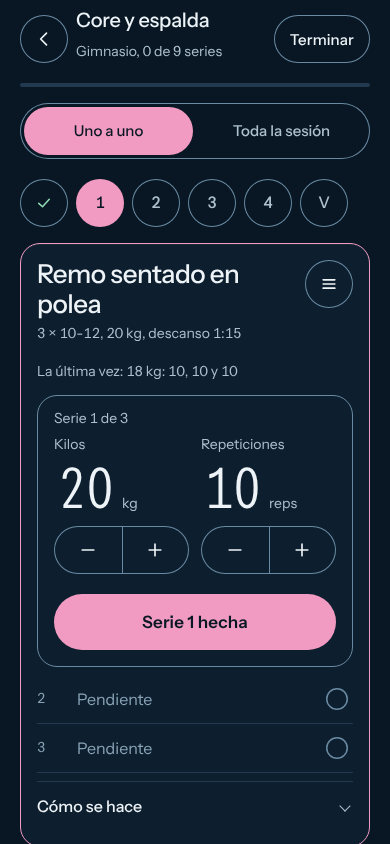 Core y espalda
Gimnasio, 0 de 9 series
Terminar
Uno a uno
Toda la sesión
1
2
3
4
V
Remo sentado en
polea
3 × 10–12, 20 kg, descanso 1:15
La última vez: 18 kg: 10, 10 y 10
Serie 1 de 3
Kilos
Repeticiones
20 kg
10 reps
Serie 1 hecha
2 Pendiente
3 Pendiente
Cómo se hace